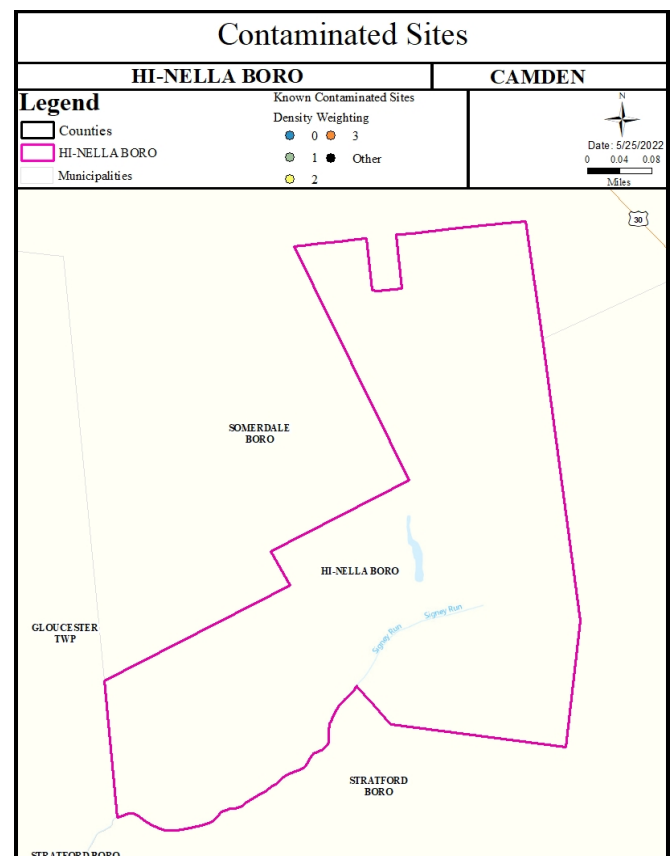 Contaminated Sites
HI-NELLA BORO
CAMDEN
Legend
Counties
HI-NELLA BORO
Municipalities
Known Contaminated Sites
Density Weighting
0 3
1 Other
2
N
Date: 5/25/2022
0 0.04 0.08
Miles
30
SOMERDALE
BORO
HI-NELLA BORO
Signey Run
Signey Run
GLOUCESTER
TWP
STRATFORD
BORO
STRATFORD BORO